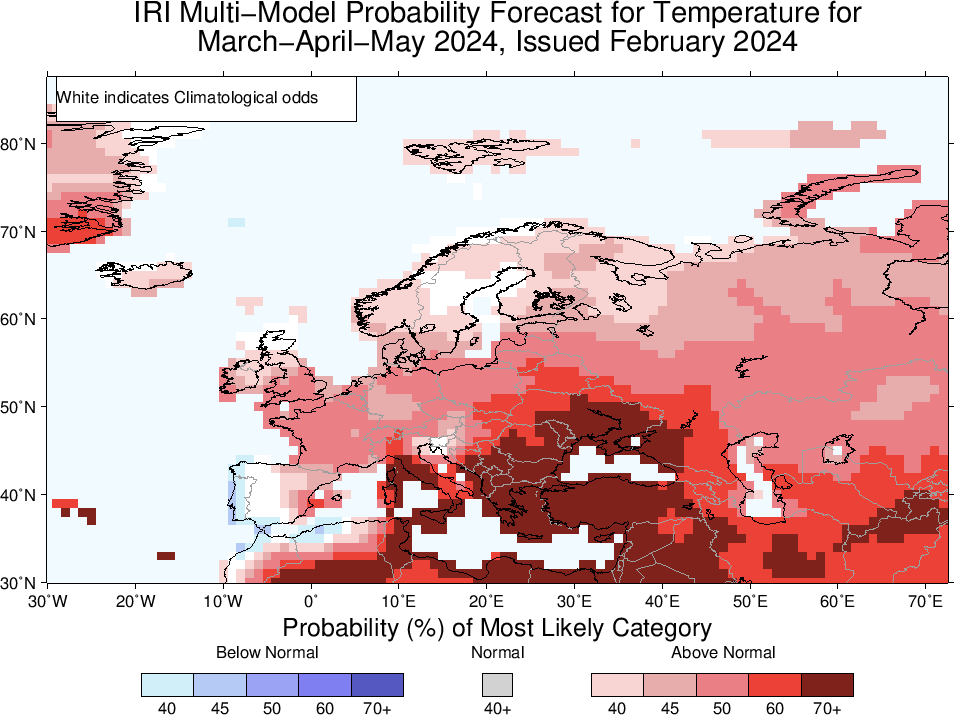 IRI Multi−Model Probability Forecast for Temperature for
March−April−May 2024, Issued February 2024
White indicates Climatological odds
80˚N
70˚N
60˚N
50˚N
40˚N
30˚N
30˚W 20˚W 10˚W 0˚ 10˚E 20˚E 30˚E 40˚E 50˚E 60˚E 70˚E
Probability (%) of Most Likely Category
Below Normal Normal Above Normal
40 45 50 60 70+ 40+ 40 45 50 60 70+